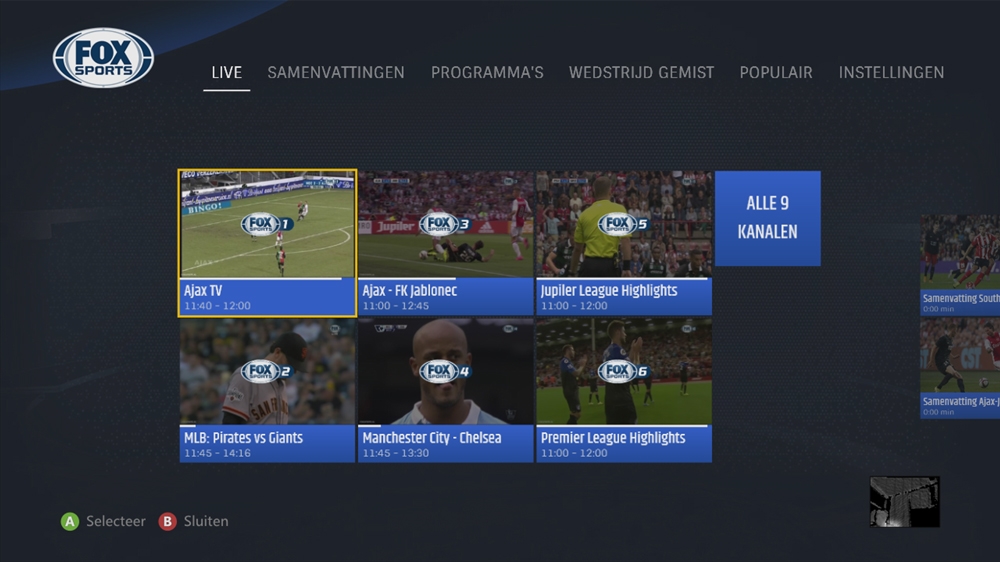 FOX
SPORTS
LIVE
SAMENVATTINGEN
PROGRAMMA'S
WEDSTRIJD GEMIST
POPULAIR
INSTELLINGEN
BINGO!
FOX
SPORTS 1
Jupiler
FOX
SPORTS 3
FOX
SPORTS 5
ALLE 9
KANALEN
Ajax TV
11:40 - 12:00
Ajax - FK Jablonec
11:00 - 12:45
Jupiler League Highlights
11:00 - 12:00
Samenvatting South
0:00 min
FOX
SPORTS 2
FOX
SPORTS 4
FOX
SPORTS 6
MLB: Pirates vs Giants
11:45 - 14:16
Manchester City - Chelsea
11:45 - 13:30
Premier League Highlights
11:00 - 12:00
Samenvatting Ajax-J
0:00 min
A Selecteer
B Sluiten